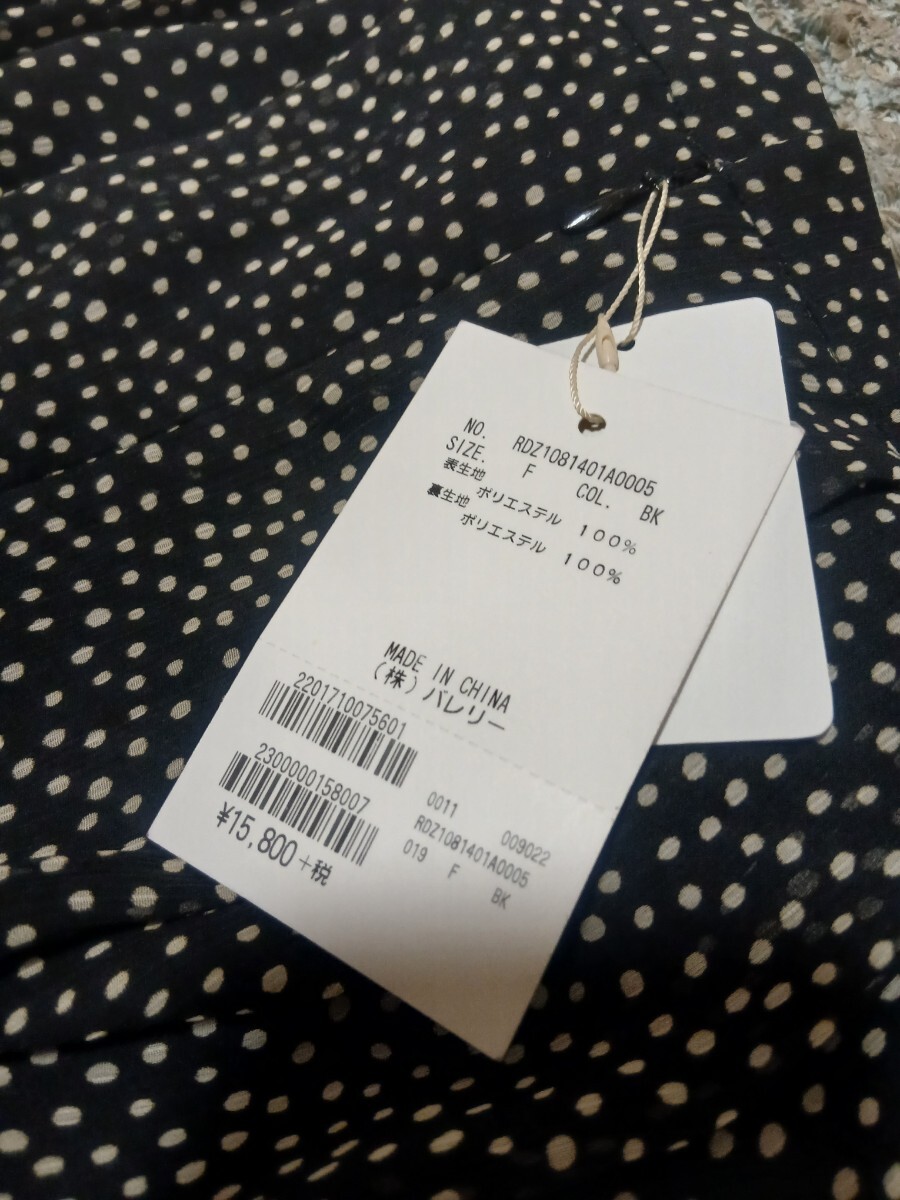 NO. RDZ1081401A0005
SIZE. F COL. BK
表生地 ポリエステル 100%
裏生地 ポリエステル 100%
MADE IN CHINA
(株)バレリー
2201710075601
2300000158007
¥15,800+税
0011 009022
RDZ1081401A0005
019 F BK